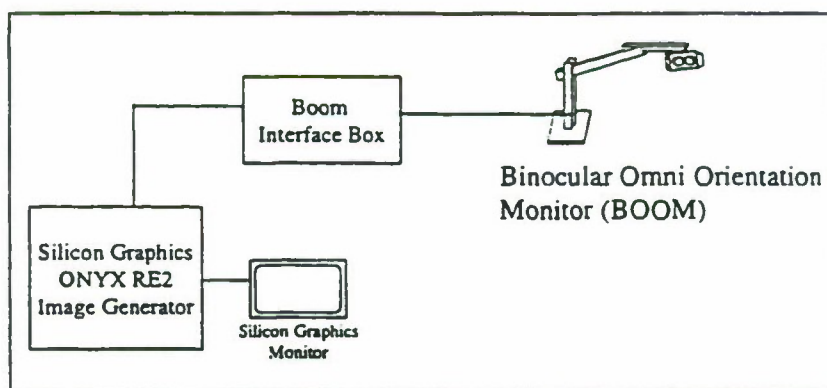 Boom
Interface Box
Binocular Omni Orientation
Monitor (BOOM)
Silicon Graphics
ONYX RE2
Image Generator
Silicon Graphics
Monitor